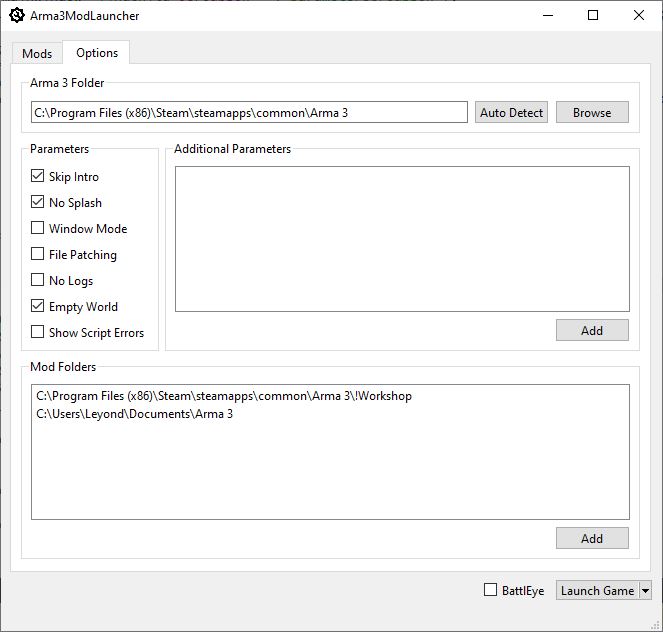 Arma3ModLauncher
Mods
Options
Arma 3 Folder
C:\Program Files (x86)\Steam\steamapps\common\Arma 3
Auto Detect
Browse
Parameters
Skip Intro
No Splash
Window Mode
File Patching
No Logs
Empty World
Show Script Errors
Additional Parameters
Add
Mod Folders
C:\Program Files (x86)\Steam\steamapps\common\Arma 3\!Workshop
C:\Users\Leyond\Documents\Arma 3
Add
BattlEye
Launch Game